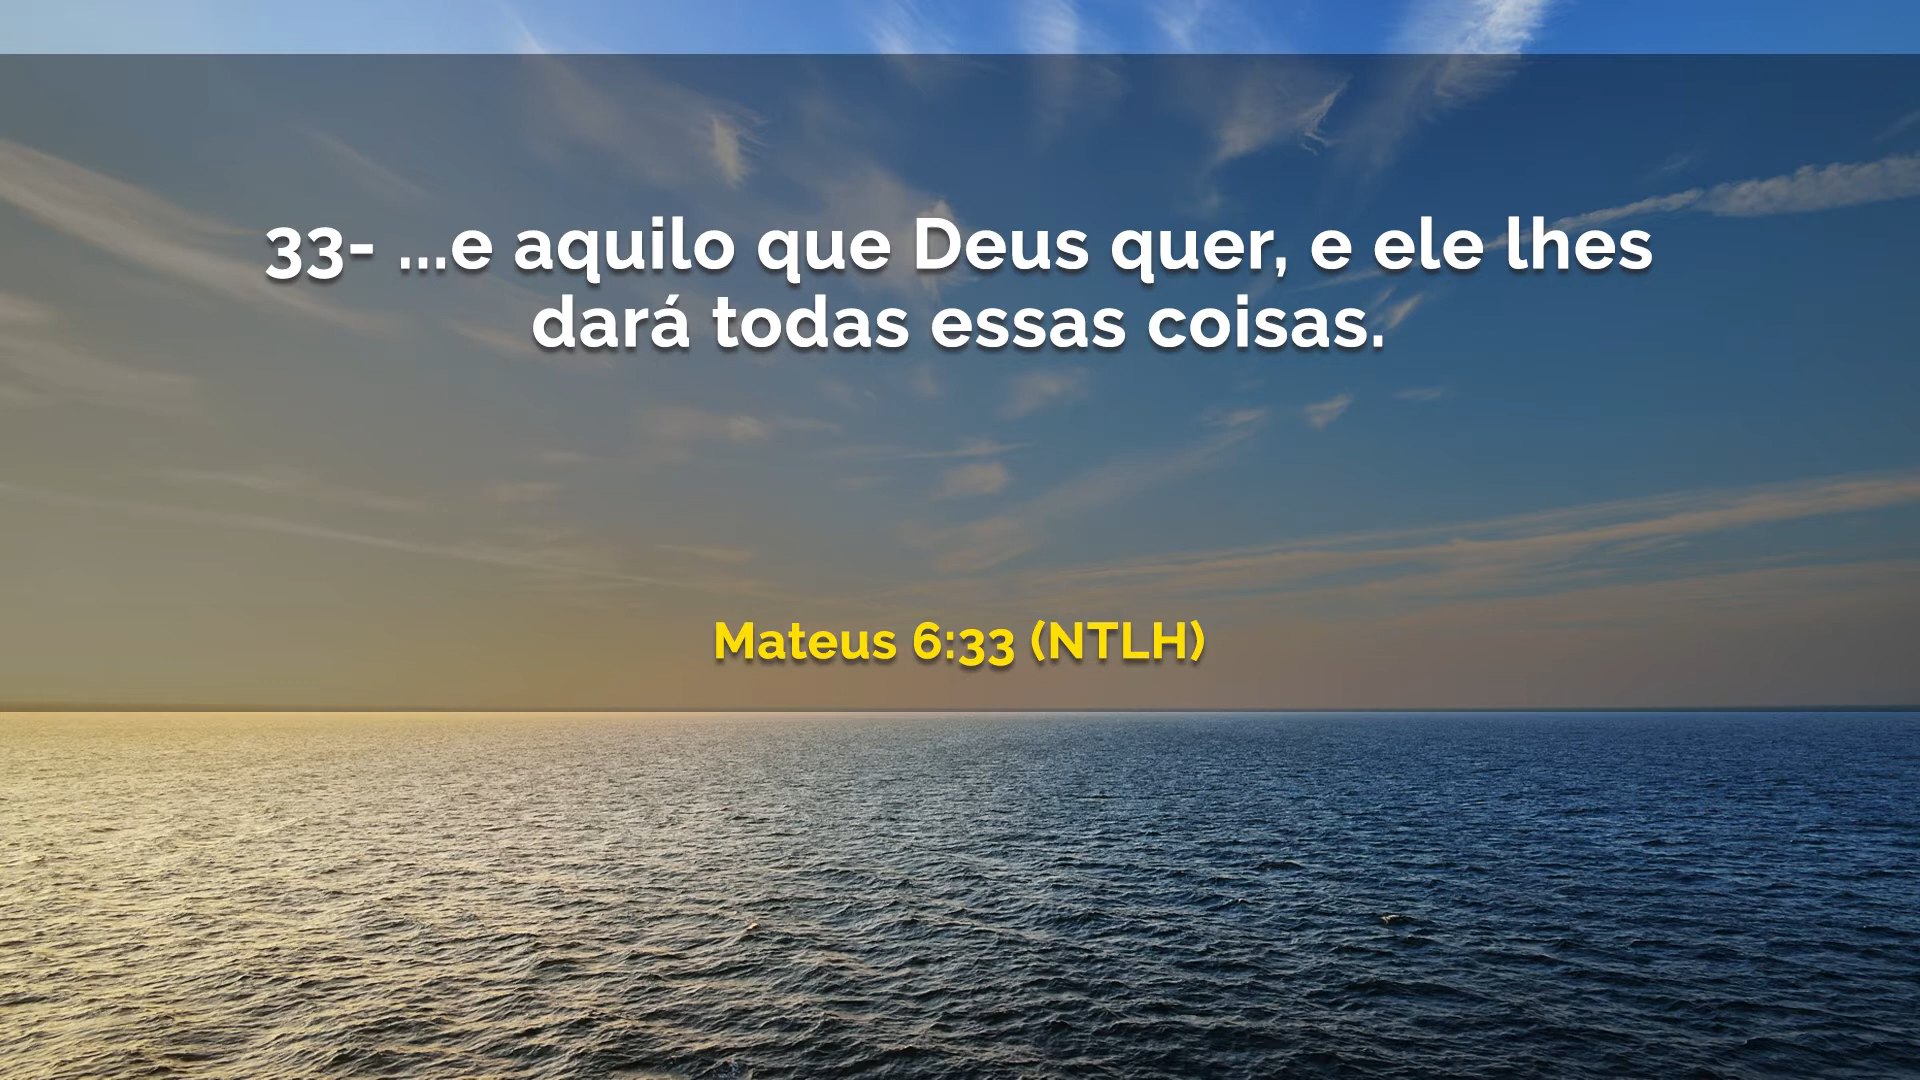 33- ...e aquilo que Deus quer, e ele lhes
dará todas essas coisas.
Mateus 6:33 (NTLH)